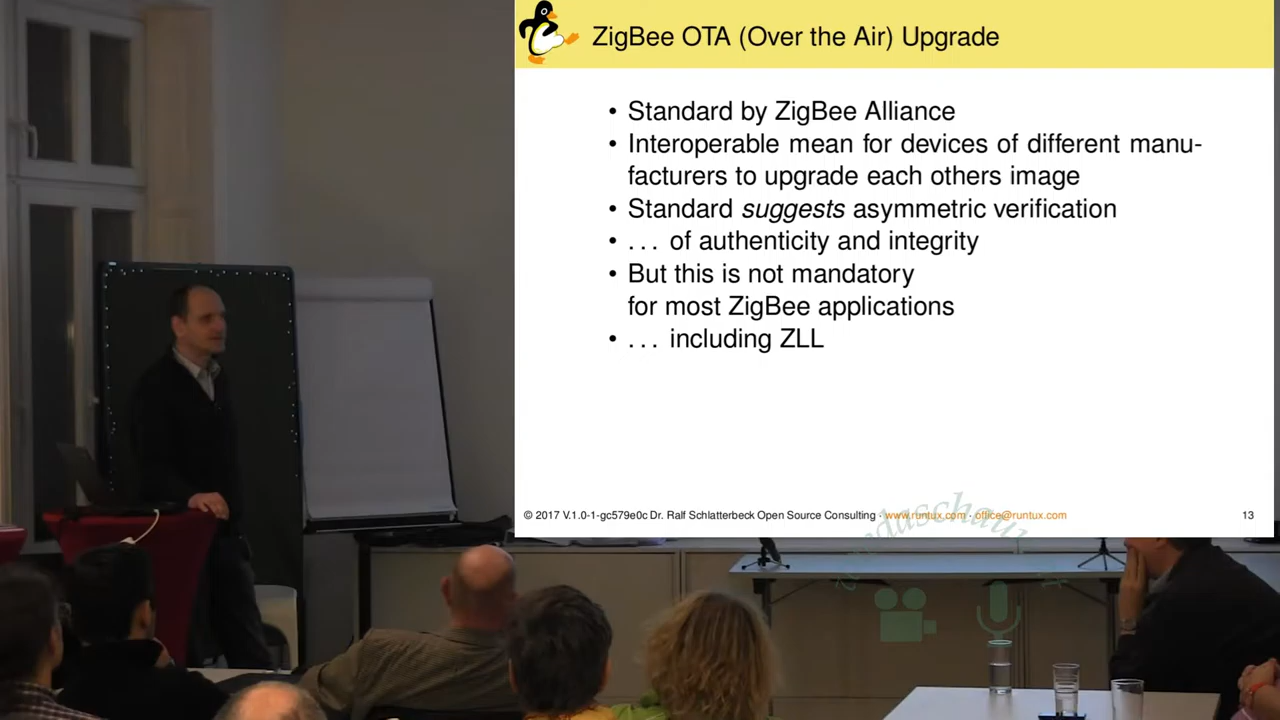 ZigBee OTA (Over the Air) Upgrade
• Standard by ZigBee Alliance
• Interoperable mean for devices of different manu-
facturers to upgrade each others image
• Standard suggests asymmetric verification
• . . . of authenticity and integrity
• But this is not mandatory
for most ZigBee applications
• . . . including ZLL
© 2017 V.1.0-1-gc579e0c Dr. Ralf Schlatterbeck Open Source Consulting · www.runtux.com · office@runtux.com 13